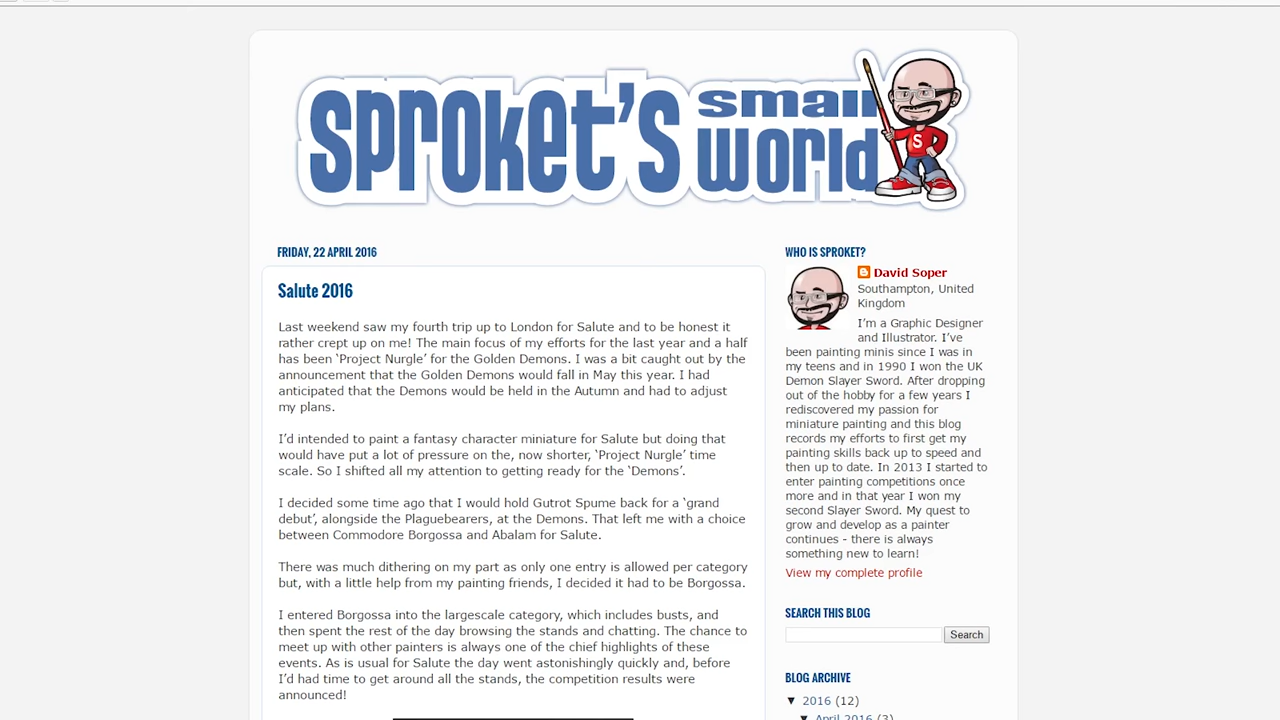 sproket's small world
S
FRIDAY, 22 APRIL 2016
Salute 2016
Last weekend saw my fourth trip up to London for Salute and to be honest it
rather crept up on me! The main focus of my efforts for the last year and a half
has been ‘Project Nurgle’ for the Golden Demons. I was a bit caught out by the
announcement that the Golden Demons would fall in May this year. I had
anticipated that the Demons would be held in the Autumn and had to adjust
my plans.
I’d intended to paint a fantasy character miniature for Salute but doing that
would have put a lot of pressure on the, now shorter, ‘Project Nurgle’ time
scale. So I shifted all my attention to getting ready for the ‘Demons’.
I decided some time ago that I would hold Gutrot Spume back for a ‘grand
debut’, alongside the Plaguebearers, at the Demons. That left me with a choice
between Commodore Borgossa and Abalam for Salute.
There was much dithering on my part as only one entry is allowed per category
but, with a little help from my painting friends, I decided it had to be Borgossa.
I entered Borgossa into the largescale category, which includes busts, and
then spent the rest of the day browsing the stands and chatting. The chance to
meet up with other painters is always one of the chief highlights of these
events. As is usual for Salute the day went astonishingly quickly and, before
I’d had time to get around all the stands, the competition results were
announced!
WHO IS SPROKET?
David Soper
Southampton, United
Kingdom
I’m a Graphic Designer
and Illustrator. I’ve
been painting minis since I was in
my teens and in 1990 I won the UK
Demon Slayer Sword. After dropping
out of the hobby for a few years I
rediscovered my passion for
miniature painting and this blog
records my efforts to first get my
painting skills back up to speed and
then up to date. In 2013 I started to
enter painting competitions once
more and in that year I won my
second Slayer Sword. My quest to
grow and develop as a painter
continues - there is always
something new to learn!
View my complete profile
SEARCH THIS BLOG
Search
BLOG ARCHIVE
▼ 2016 (12)
▼ April 2016 (3)